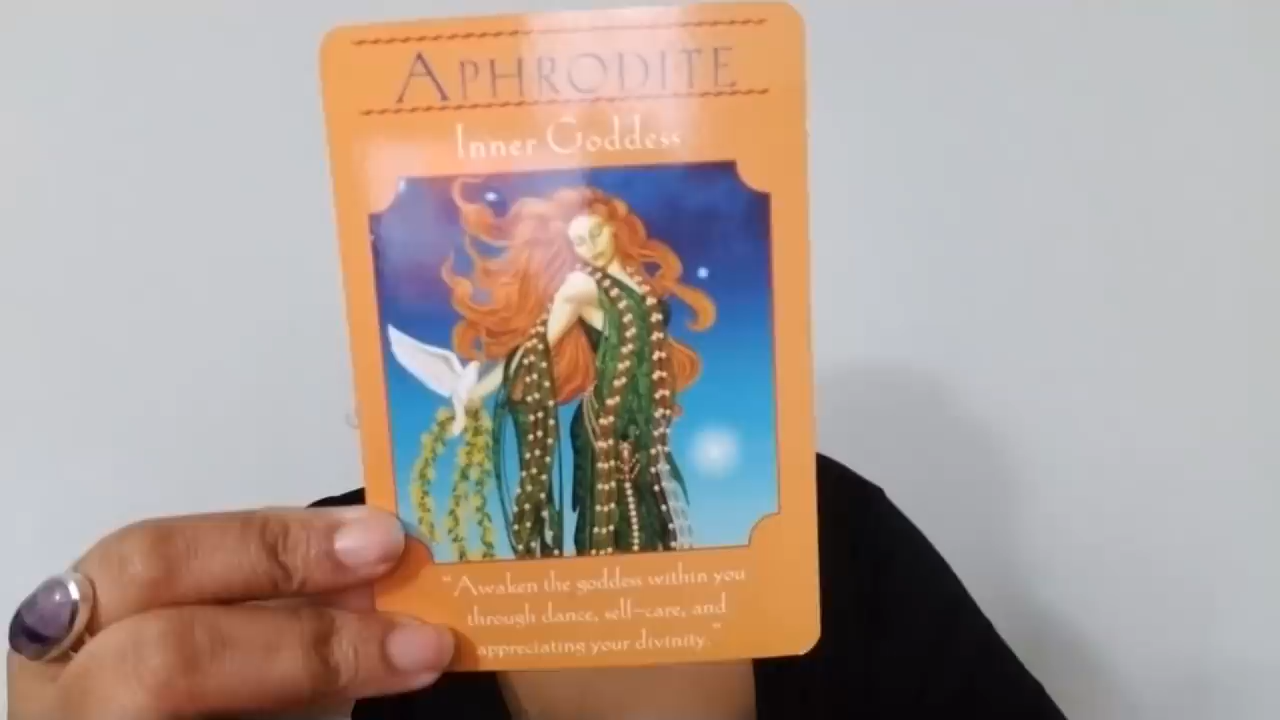 APHRODITE
Inner Goddess
"Awaken the goddess within you
through dance, self-care, and
appreciating your divinity."